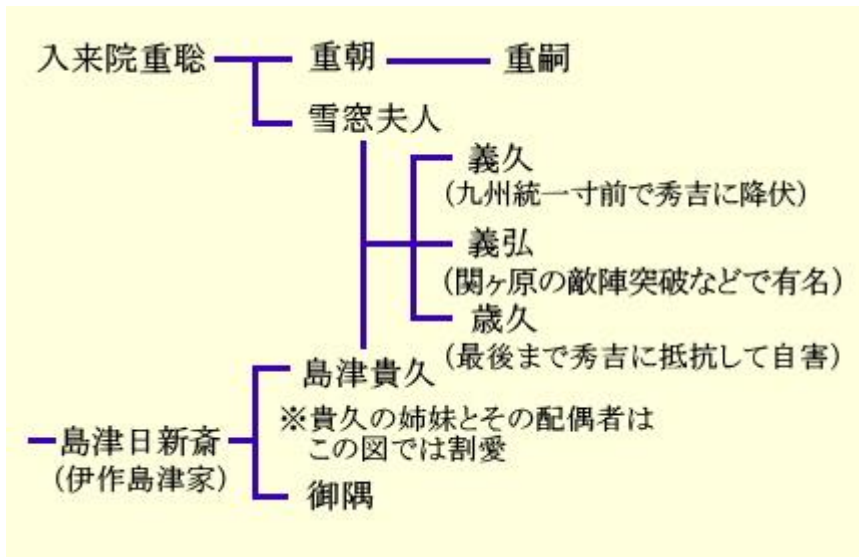 入来院重聡 重朝 重嗣
雪窓夫人
義久
(九州統一寸前で秀吉に降伏)
義弘
(関ヶ原の敵陣突破などで有名)
歳久
(最後まで秀吉に抵抗して自害)
島津貴久
※貴久の姉妹とその配偶者は
この図では割愛
島津日新斎
(伊作島津家)
御隅